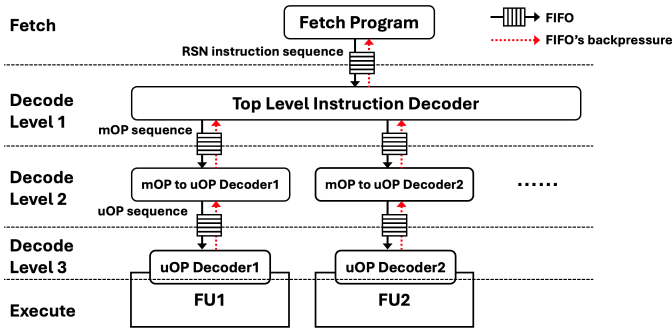 Fetch
Fetch Program
FIFO
FIFO's backpressure
RSN instruction sequence
Decode
Level 1
Top Level Instruction Decoder
mOP sequence
Decode
Level 2
mOP to uOP Decoder1
mOP to uOP Decoder2
......
uOP sequence
Decode
Level 3
uOP Decoder1
uOP Decoder2
Execute
FU1
FU2